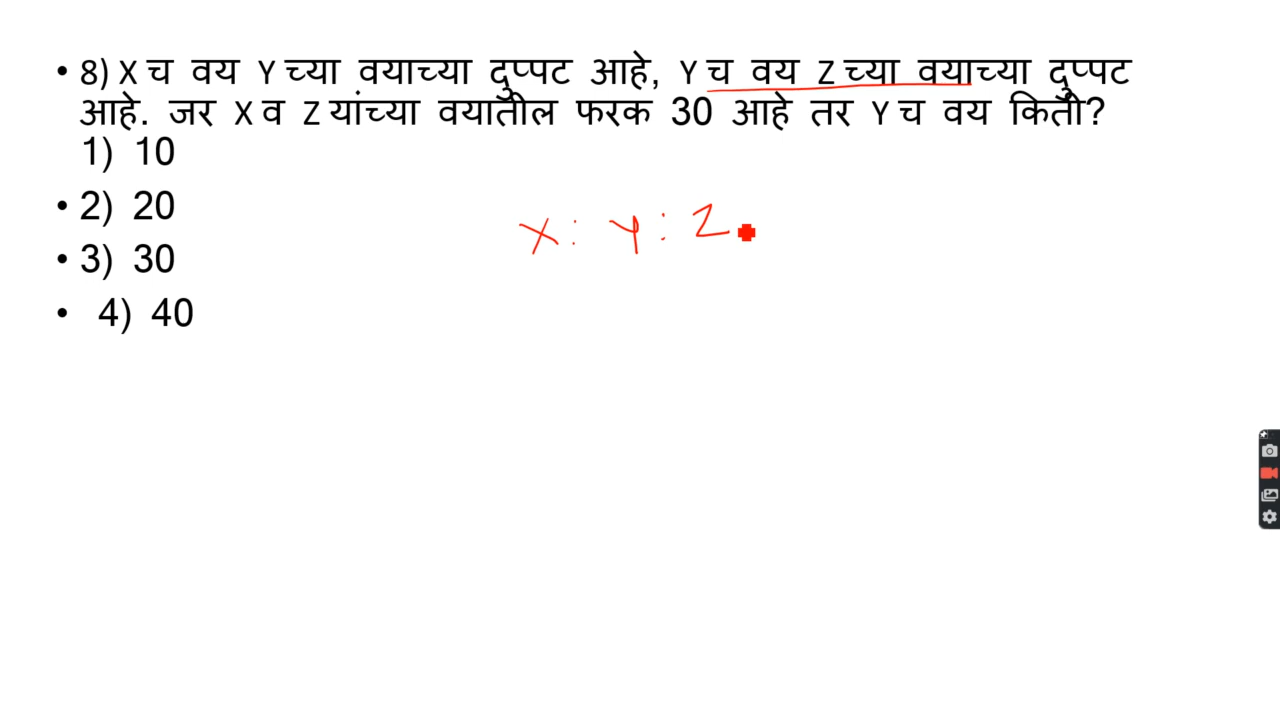 • 8) X च वय Y च्या वयाच्या दुप्पट आहे, Y च वय Z च्या वयाच्या दुप्पट
आहे. जर X व Z यांच्या वयातील फरक 30 आहे तर Y च वय किती?
1) 10
• 2) 20
• 3) 30
• 4) 40
X : Y : Z